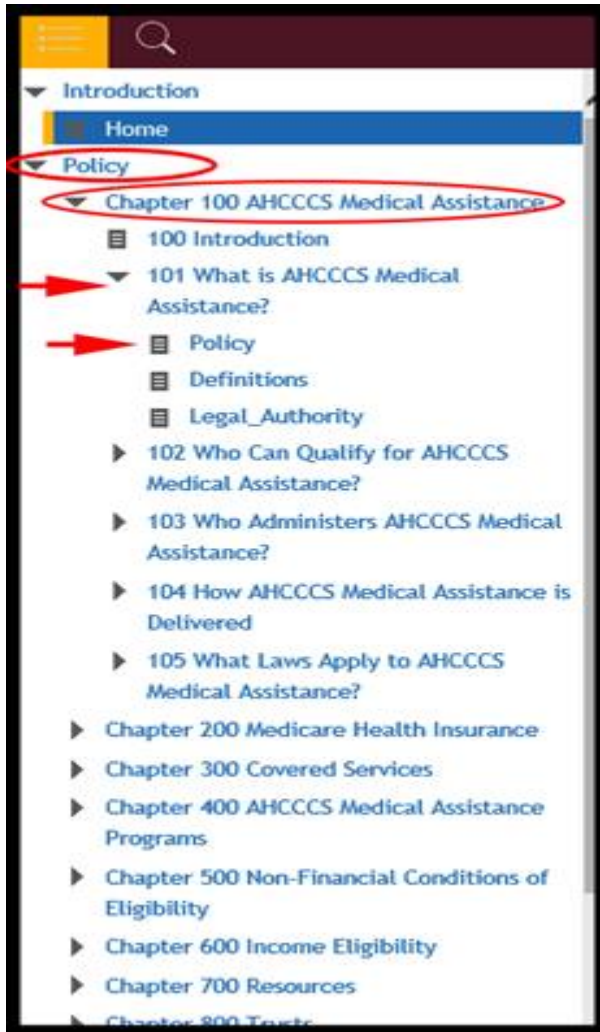 Introduction
Home
Policy
Chapter 100 AHCCCS Medical Assistance
100 Introduction
101 What is AHCCCS Medical
Assistance?
Policy
Definitions
Legal_Authority
102 Who Can Qualify for AHCCCS
Medical Assistance?
103 Who Administers AHCCCS Medical
Assistance?
104 How AHCCCS Medical Assistance is
Delivered
105 What Laws Apply to AHCCCS
Medical Assistance?
Chapter 200 Medicare Health Insurance
Chapter 300 Covered Services
Chapter 400 AHCCCS Medical Assistance
Programs
Chapter 500 Non-Financial Conditions of
Eligibility
Chapter 600 Income Eligibility
Chapter 700 Resources
Chapter 800 Trusts